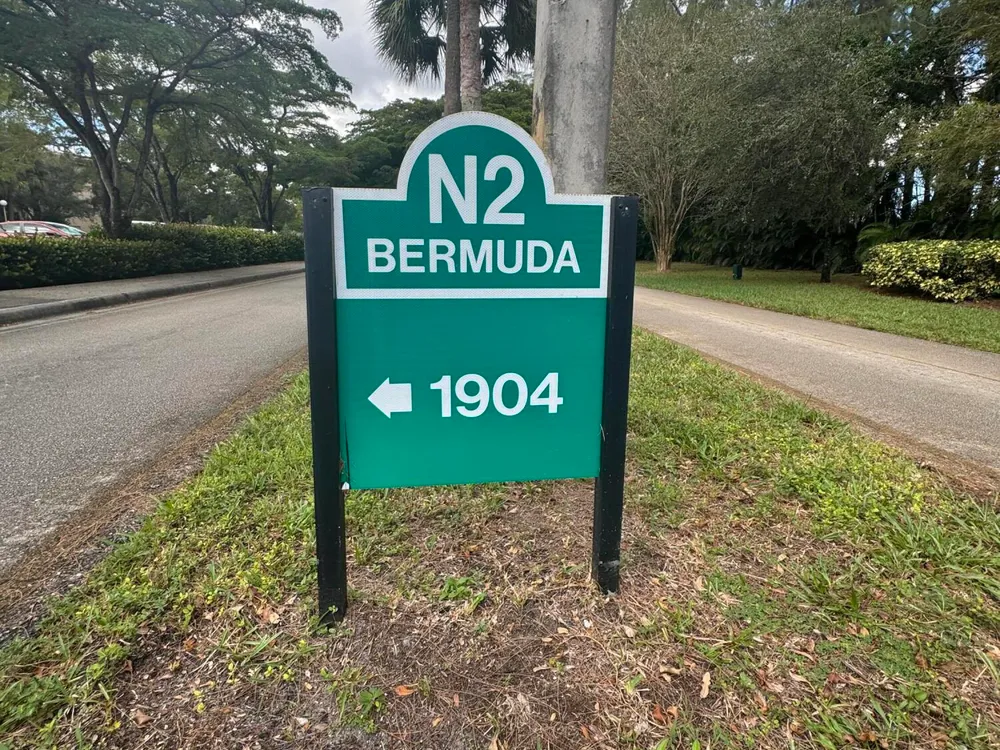 N2
BERMUDA
← 1904